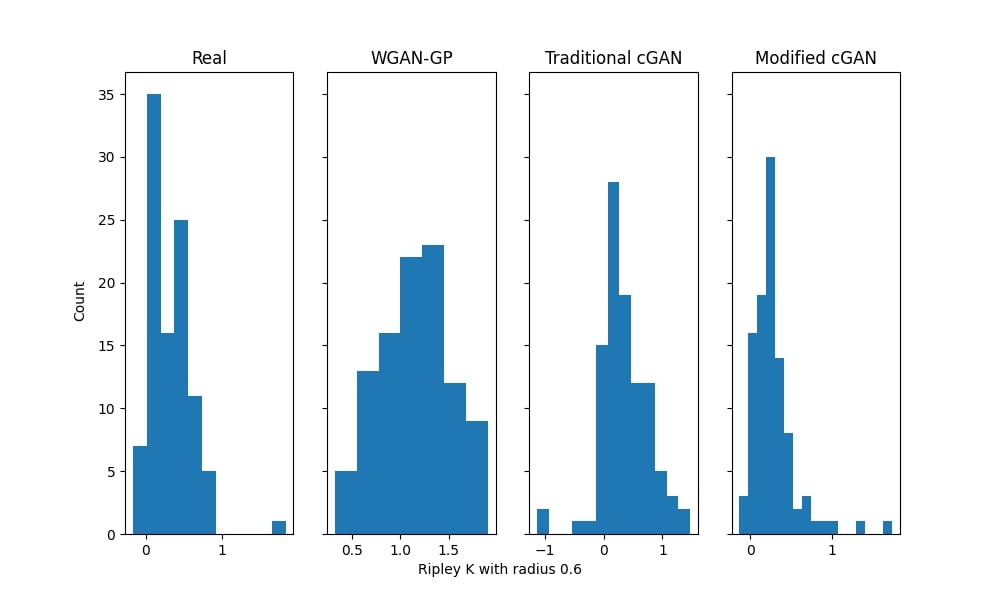 Real WGAN-GP Traditional cGAN Modified cGAN
35
30
25
20
15
10
5
0
Count
0 1 0.5 1.0 1.5 −1 0 1 0 1
Ripley K with radius 0.6